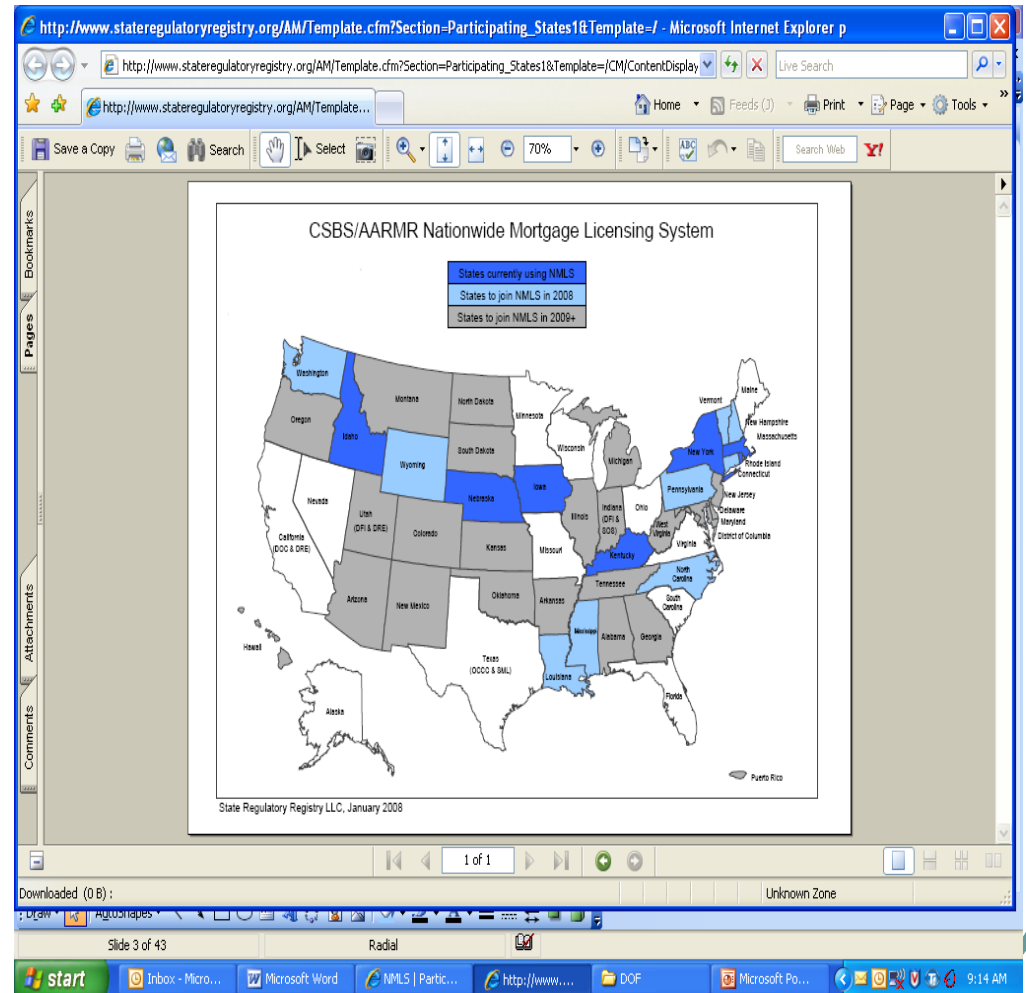 http://www.stateregulatoryregistry.org/AM/Template.cfm?Section=Participating_States1&Template=/ - Microsoft Internet Explorer p
http://www.stateregulatoryregistry.org/AM/Template.cfm?Section=Participating_States1&Template=/CM/ContentDisplay
Live Search
http://www.stateregulatoryregistry.org/AM/Template...
Home
Feeds (J)
Print
Page
Tools
Save a Copy
Search
Select
70%
Search Web
Y!
Bookmarks
Pages
Attachments
Comments
CSBS/AARMR Nationwide Mortgage Licensing System
States currently using NMLS
States to join NMLS in 2008
States to join NMLS in 2009+
Washington
Montana
North Dakota
Minnesota
Vermont
Maine
Oregon
Idaho
Wyoming
South Dakota
Wisconsin
Michigan
New York
New Hampshire
Massachusetts
Rhode Island
Connecticut
Nevada
Nebraska
Iowa
Pennsylvania
New Jersey
California
(DOC & DRE)
Utah
(DFI & DRE)
Colorado
Kansas
Missouri
Illinois
Indiana
(DFI &
SOS)
Ohio
West
Virginia
Virginia
Delaware
Maryland
District of Columbia
Kentucky
Arizona
New Mexico
Oklahoma
Arkansas
Tennessee
North
Carolina
South
Carolina
Hawaii
Texas
(OCCC & SML)
Louisiana
Mississippi
Alabama
Georgia
Florida
Alaska
Puerto Rico
State Regulatory Registry LLC, January 2008
1 of 1
Downloaded (0 B) :
Unknown Zone
Draw
AutoShapes
Slide 3 of 43
Radial
start
Inbox - Micro...
Microsoft Word
NMLS | Partic...
http://www....
DOF
Microsoft Po...
9:14 AM